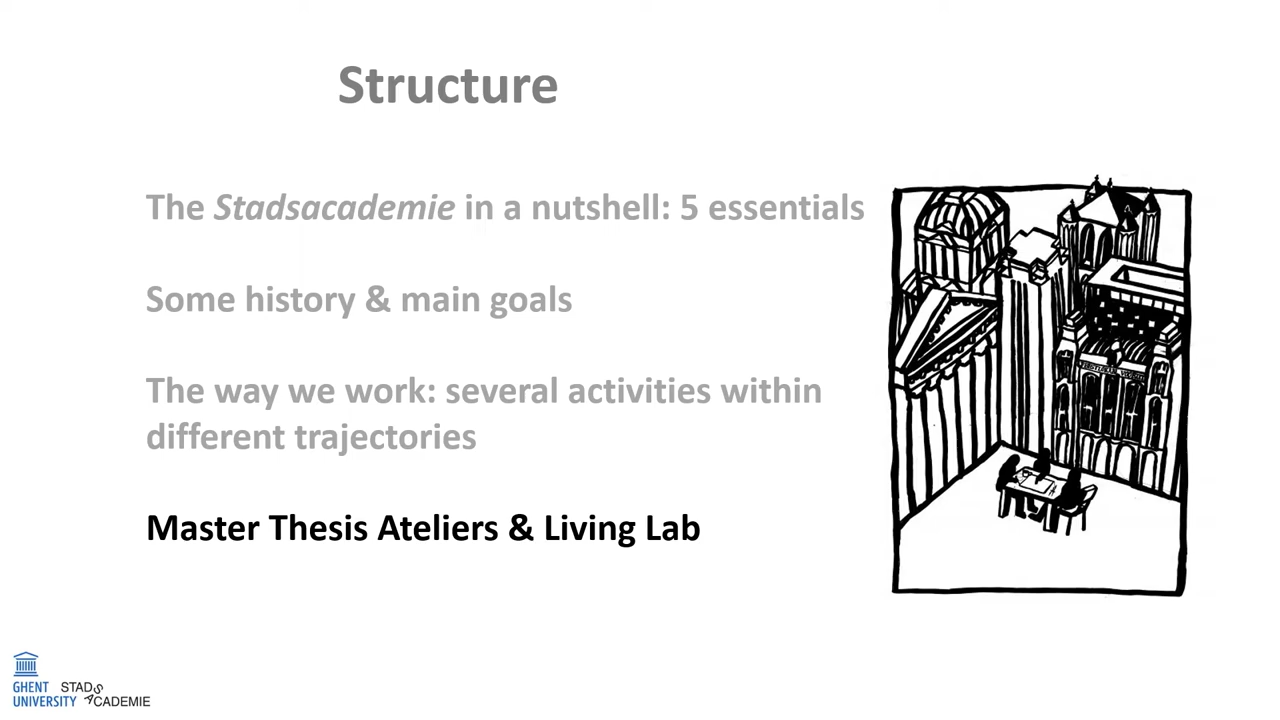 Structure
The Stadsacademie in a nutshell: 5 essentials
Some history & main goals
The way we work: several activities within
different trajectories
Master Thesis Ateliers & Living Lab
GHENT
UNIVERSITY
STADS
ACADEMIE